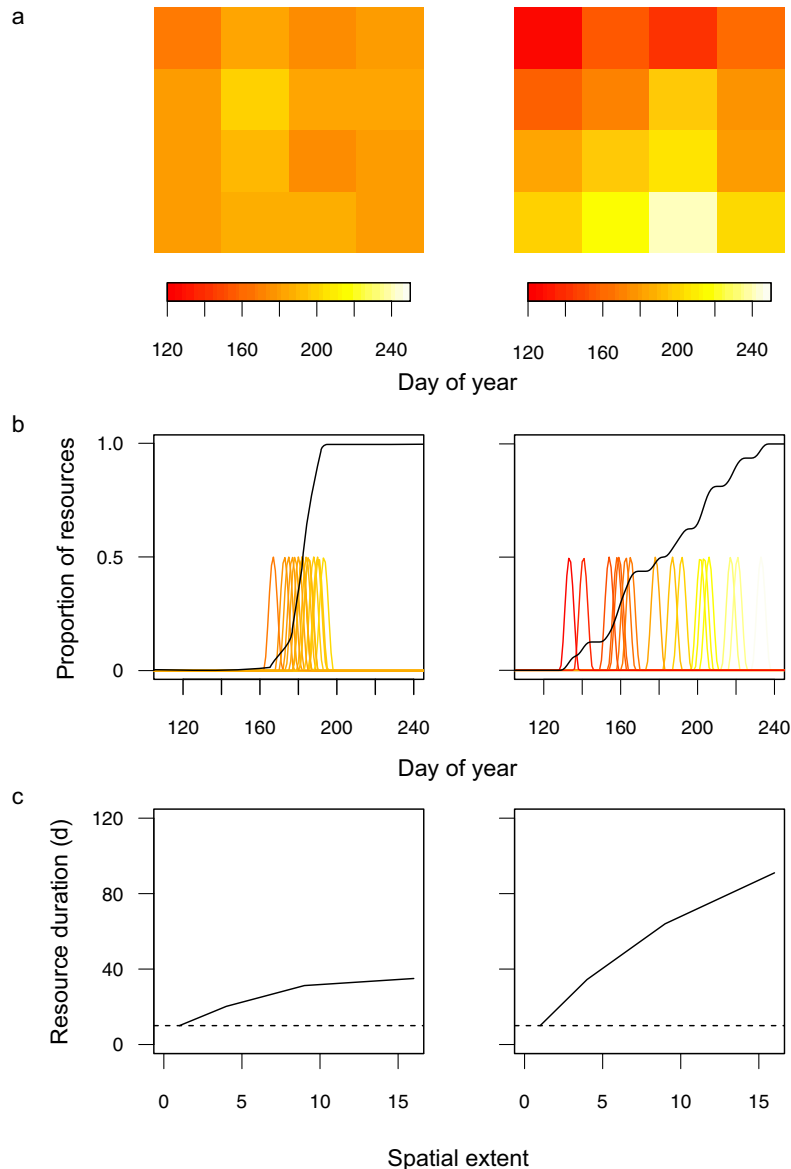 a
120 160 200 240 120 160 200 240
Day of year
b
Proportion of resources
1.0
0.5
0
120 160 200 240 120 160 200 240
Day of year
c
Resource duration (d)
120
80
40
0
0 5 10 15 0 5 10 15
Spatial extent